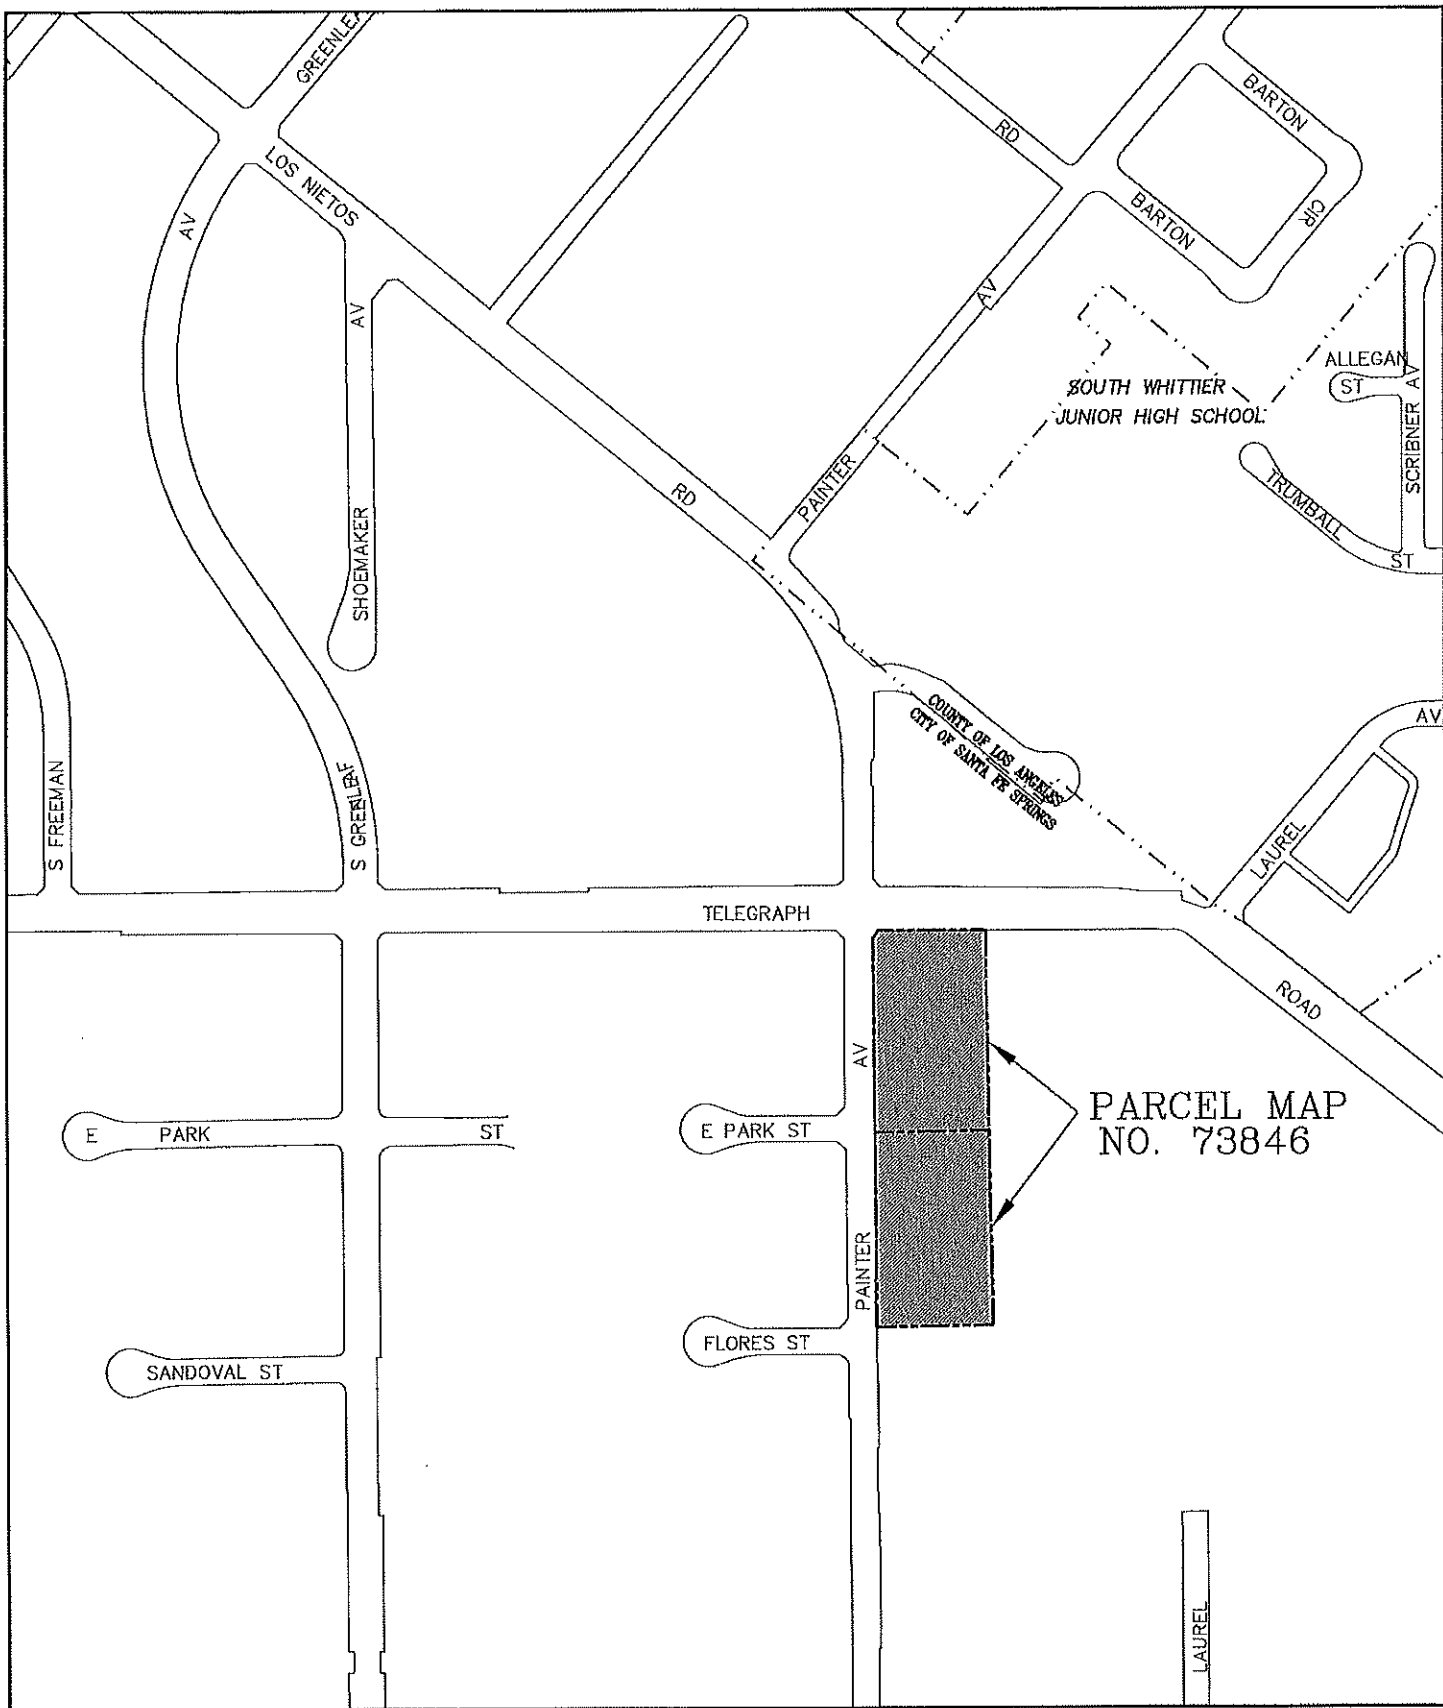 GREENLEA
BARTON
RD
LOS NIETOS
BARTON
CIR
AV
AV
AV
ALLEGAN
ST
SOUTH WHITTIER
JUNIOR HIGH SCHOOL
SCRIBNER AV
PAINTER
RD
TRUMBALL
ST
SHOEMAKER
COUNTY OF LOS ANGELES
CITY OF SANTA FE SPRINGS
AV
S FREEMAN
S GREENLEAF
LAUREL
TELEGRAPH
ROAD
AV
PARCEL MAP
NO. 73846
E PARK ST
E PARK ST
PAINTER
FLORES ST
SANDOVAL ST
LAUREL